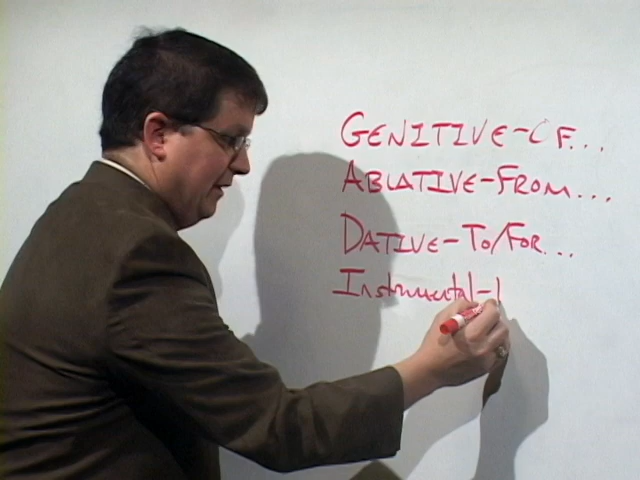 GENITIVE-OF...
ABLATIVE-FROM...
DATIVE-TO/FOR...
Instrumental-